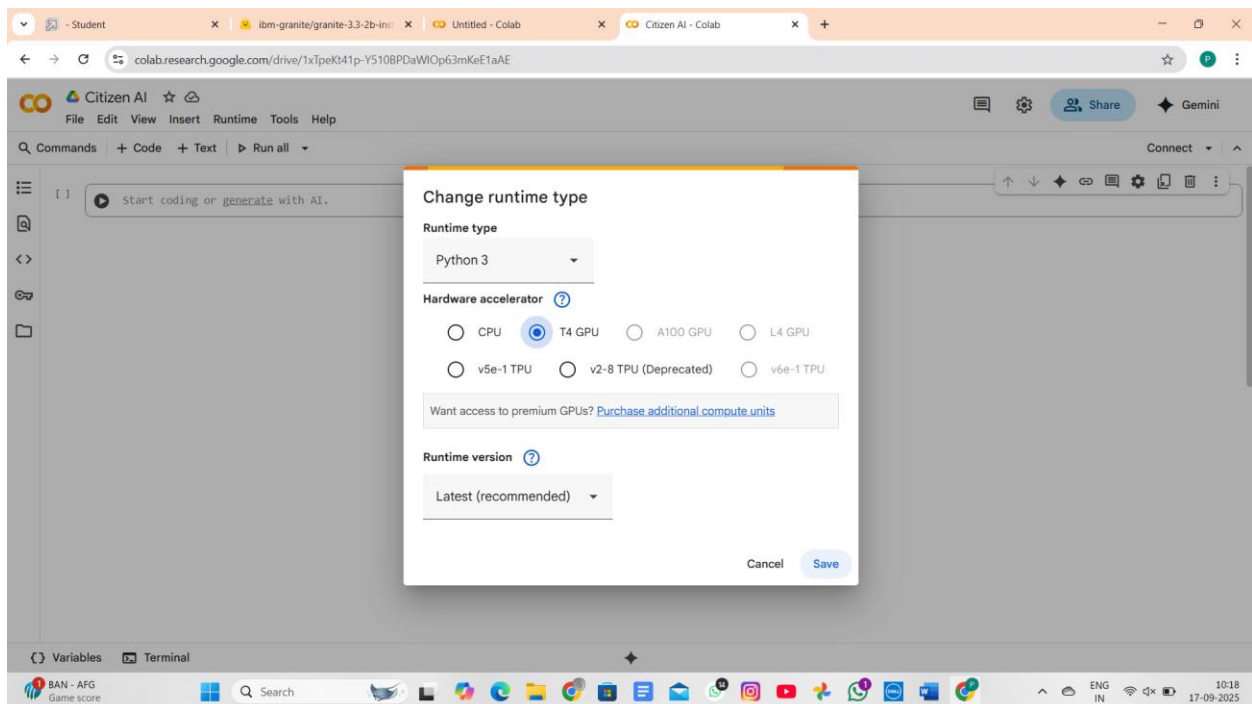 - Student
ibm-granite/granite-3.3-2b-inst
Untitled - Colab
Citizen AI - Colab
colab.research.google.com/drive/1xTpeKt41p-Y510BPDaWIOp63mKeE1aAE
P
Citizen AI
File Edit View Insert Runtime Tools Help
Share
Gemini
Commands + Code + Text Run all
Connect
[ ] Start coding or generate with AI.
Change runtime type
Runtime type
Python 3
Hardware accelerator ?
CPU T4 GPU A100 GPU L4 GPU
v5e-1 TPU v2-8 TPU (Deprecated) v6e-1 TPU
Want access to premium GPUs? Purchase additional compute units
Runtime version ?
Latest (recommended)
Cancel Save
Variables Terminal
BAN - AFG
Game score
Search
ENG
IN
10:18
17-09-2025